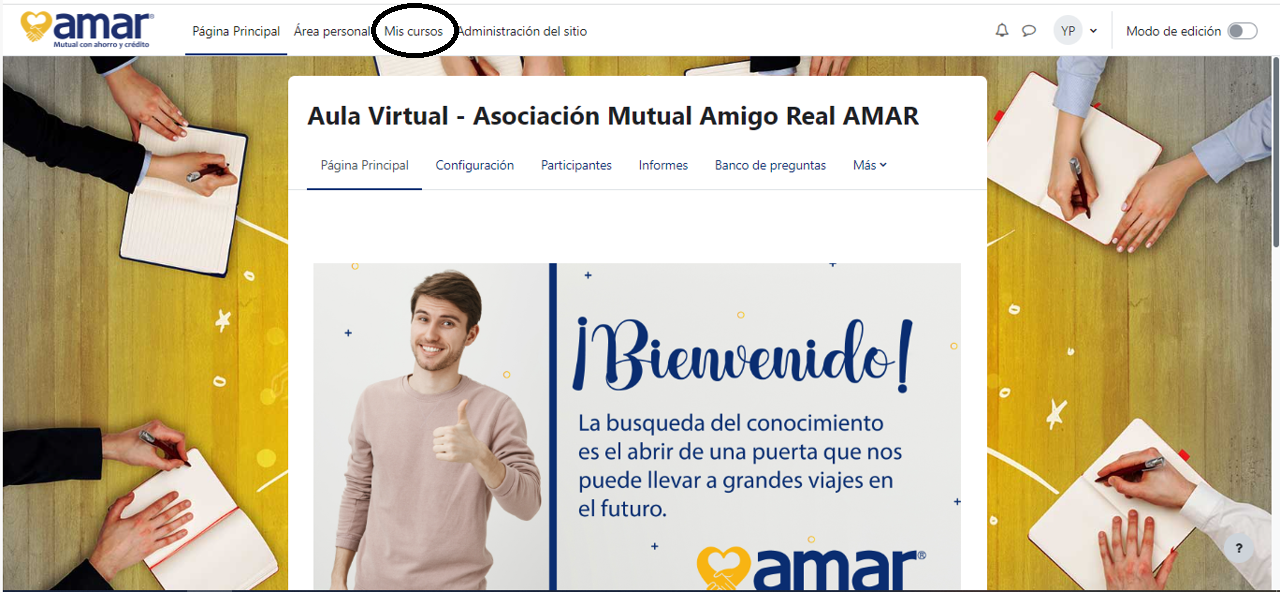 amar
Mutual con ahorro y crédito
Página Principal Área personal Mis cursos Administración del sitio
YP
Modo de edición
Aula Virtual - Asociación Mutual Amigo Real AMAR
Página Principal Configuración Participantes Informes Banco de preguntas Más
¡Bienvenido!
La busqueda del conocimiento
es el abrir de una puerta que nos
puede llevar a grandes viajes en
el futuro.
amar®
?